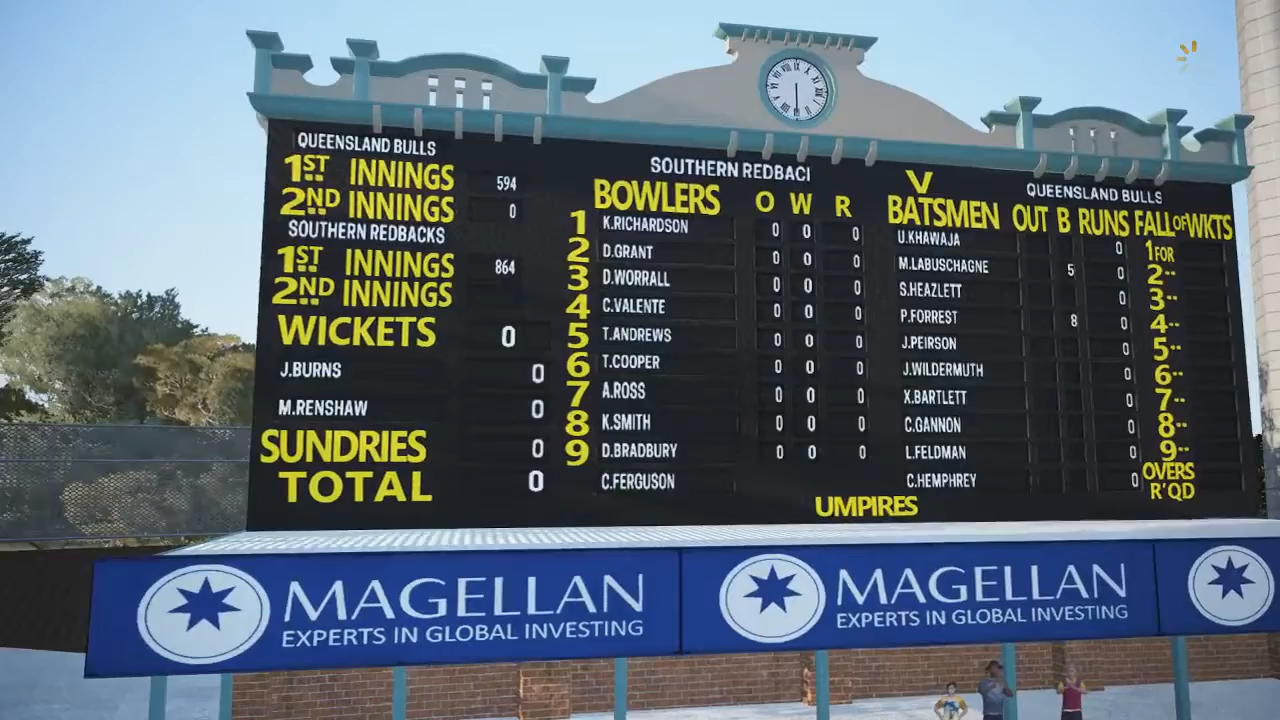 QUEENSLAND BULLS
1ST INNINGS 594
2ND INNINGS 0
SOUTHERN REDBACKS
1ST INNINGS 864
2ND INNINGS
WICKETS 0
J.BURNS 0
M.RENSHAW 0
SUNDRIES 0
TOTAL 0
SOUTHERN REDBACI V QUEENSLAND BULLS
BOWLERS O W R
1 K.RICHARDSON 0 0 0
2 D.GRANT 0 0 0
3 D.WORRALL 0 0 0
4 C.VALENTE 0 0 0
5 T.ANDREWS 0 0 0
6 T.COOPER 0 0 0
7 A.ROSS 0 0 0
8 K.SMITH 0 0 0
9 D.BRADBURY 0 0 0
C.FERGUSON
BATSMEN OUT B RUNS FALL OF WKTS
U.KHAWAJA 0 1 FOR
M.LABUSCHAGNE 5 0 2 ""
S.HEAZLETT 0 3 ""
P.FORREST 8 0 4 ""
J.PEIRSON 0 5 ""
J.WILDERMUTH 0 6 ""
X.BARTLETT 0 7 ""
C.GANNON 0 8 ""
L.FELDMAN 0 9 ""
C.HEMPHREY 0 OVERS R'QD
UMPIRES
MAGELLAN
EXPERTS IN GLOBAL INVESTING
MAGELLAN
EXPERTS IN GLOBAL INVESTING